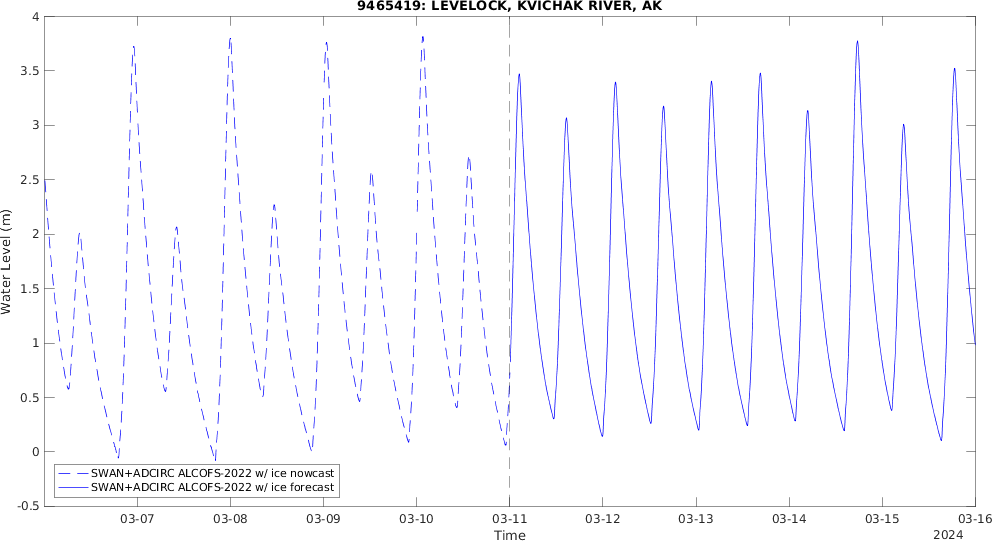 9465419: LEVELOCK, KVICHAK RIVER, AK
4
3.5
3
2.5
2
1.5
1
0.5
0
-0.5
Water Level (m)
SWAN+ADCIRC ALCOFS-2022 w/ ice nowcast
SWAN+ADCIRC ALCOFS-2022 w/ ice forecast
03-07 03-08 03-09 03-10 03-11 03-12 03-13 03-14 03-15 03-16
Time
2024